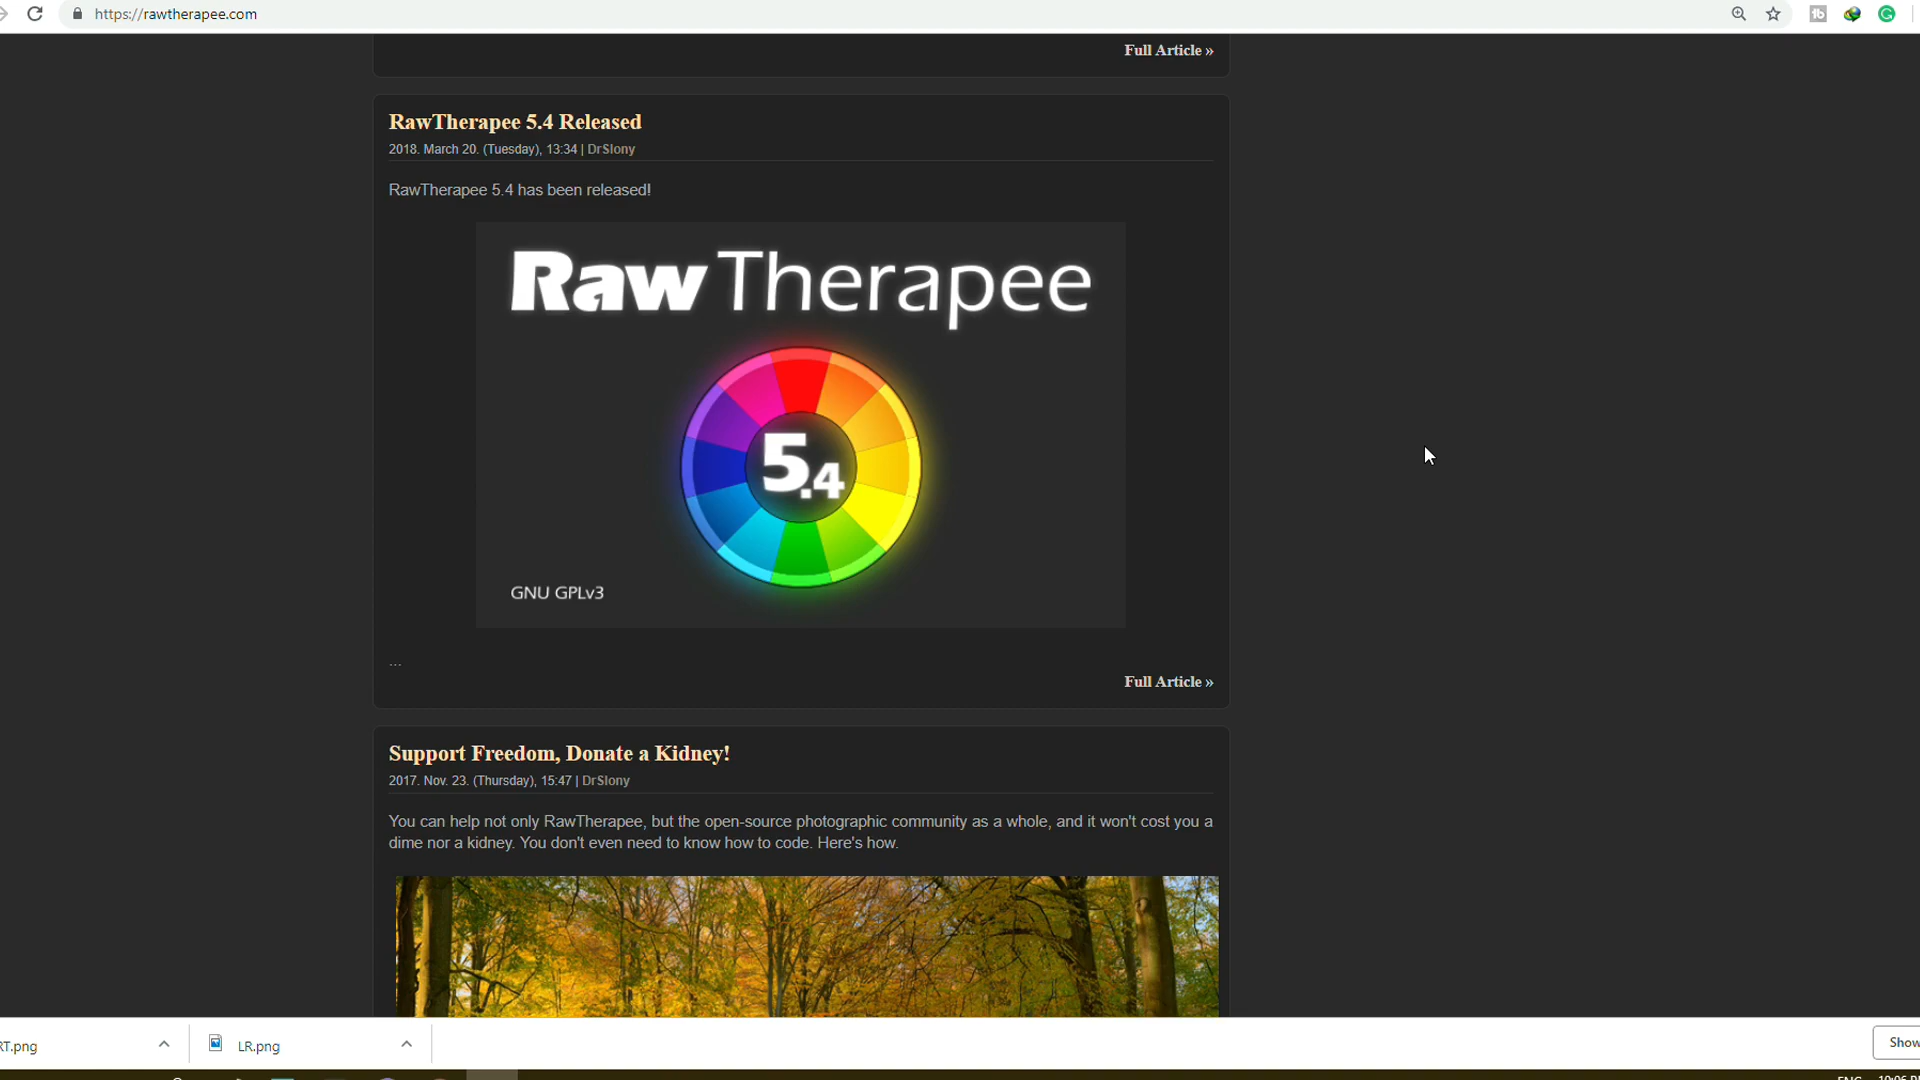 https://rawtherapee.com
Full Article »
RawTherapee 5.4 Released
2018. March 20. (Tuesday), 13:34 | DrSlony
RawTherapee 5.4 has been released!
RawTherapee
5.4
GNU GPLv3
...
Full Article »
Support Freedom, Donate a Kidney!
2017. Nov. 23. (Thursday), 15:47 | DrSlony
You can help not only RawTherapee, but the open-source photographic community as a whole, and it won't cost you a
dime nor a kidney. You don't even need to know how to code. Here's how.
RT.png
LR.png
Show